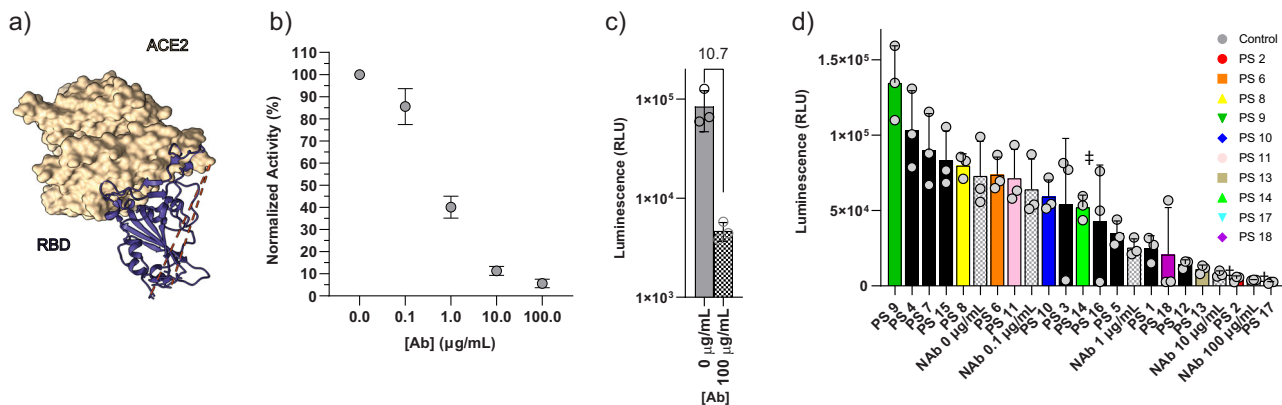 a)
ACE2
RBD
b)
Normalized Activity (%)
110
100
90
80
70
60
50
40
30
20
10
0
0.0 0.1 1.0 10.0 100.0
[Ab] (µg/mL)
c)
10.7
Luminescence (RLU)
1×10⁵
1×10⁴
1×10³
0 µg/mL
100 µg/mL
[Ab]
d)
Luminescence (RLU)
1.5×10⁵
1×10⁵
5×10⁴
0
‡
‡
‡
PS 9
PS 4
PS 7
PS 15
PS 8
NAb 0 µg/mL
PS 6
PS 11
NAb 0.1 µg/mL
PS 10
PS 3
PS 14
PS 16
PS 5
NAb 1 µg/mL
PS 1
PS 18
PS 12
PS 13
NAb 10 µg/mL
PS 2
NAb 100 µg/mL
PS 17
Control
PS 2
PS 6
PS 8
PS 9
PS 10
PS 11
PS 13
PS 14
PS 17
PS 18